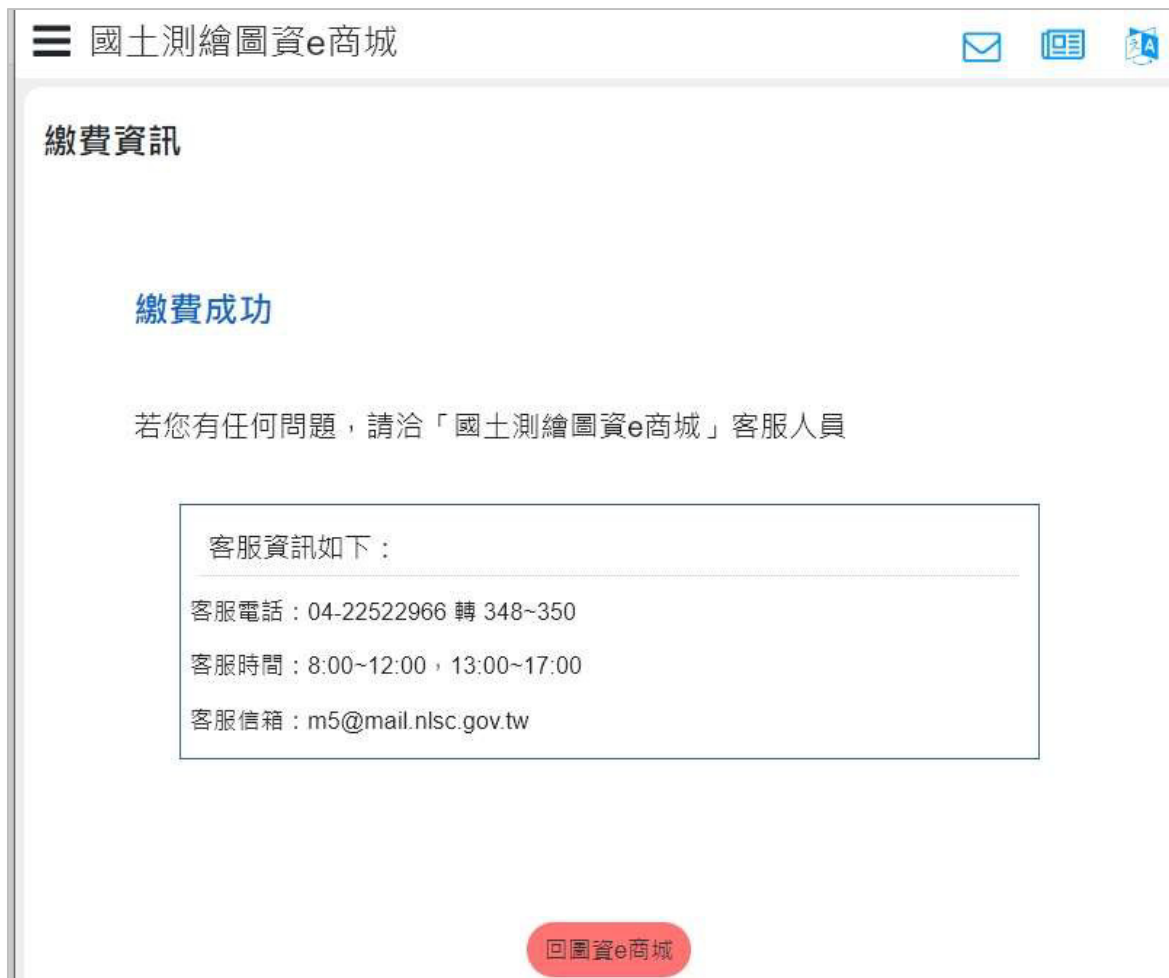 國土測繪圖資e商城
繳費資訊
繳費成功
若您有任何問題，請洽「國土測繪圖資e商城」客服人員
客服資訊如下：
客服電話：04-22522966 轉 348~350
客服時間：8:00~12:00，13:00~17:00
客服信箱：m5@mail.nlsc.gov.tw
回圖資e商城